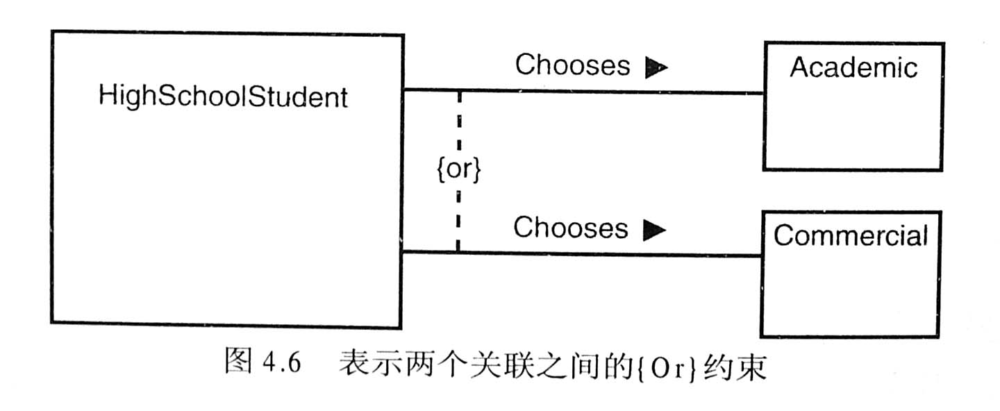 Chooses ▶
Academic
HighSchoolStudent
{or}
Chooses ▶
Commercial
图 4.6 表示两个关联之间的{Or}约束